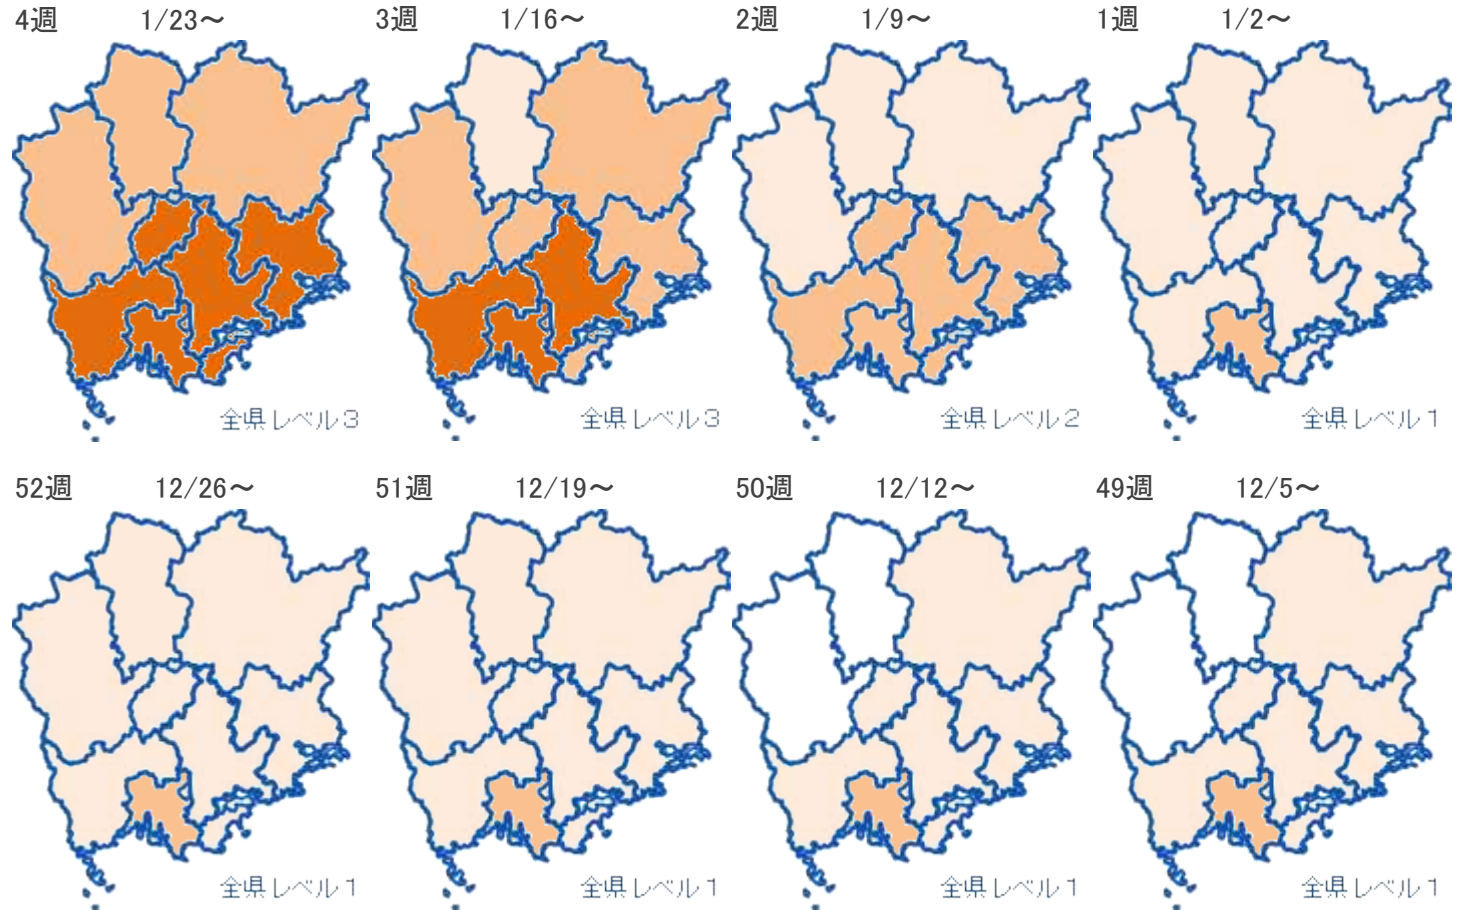 4週 1/23～
3週 1/16～
2週 1/9～
1週 1/2～
全県レベル3
全県レベル3
全県レベル2
全県レベル1
52週 12/26～
51週 12/19～
50週 12/12～
49週 12/5～
全県レベル1
全県レベル1
全県レベル1
全県レベル1